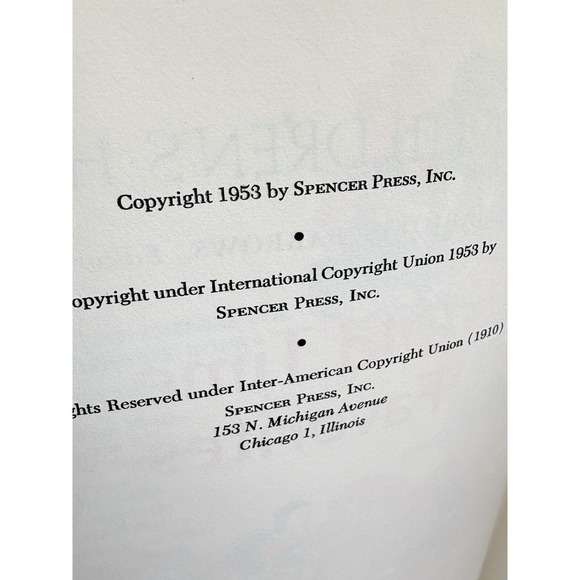 Copyright 1953 by SPENCER PRESS, INC.
opyright under International Copyright Union 1953 by
SPENCER PRESS, INC.
ghts Reserved under Inter-American Copyright Union (1910)
SPENCER PRESS, INC.
153 N. Michigan Avenue
Chicago 1, Illinois